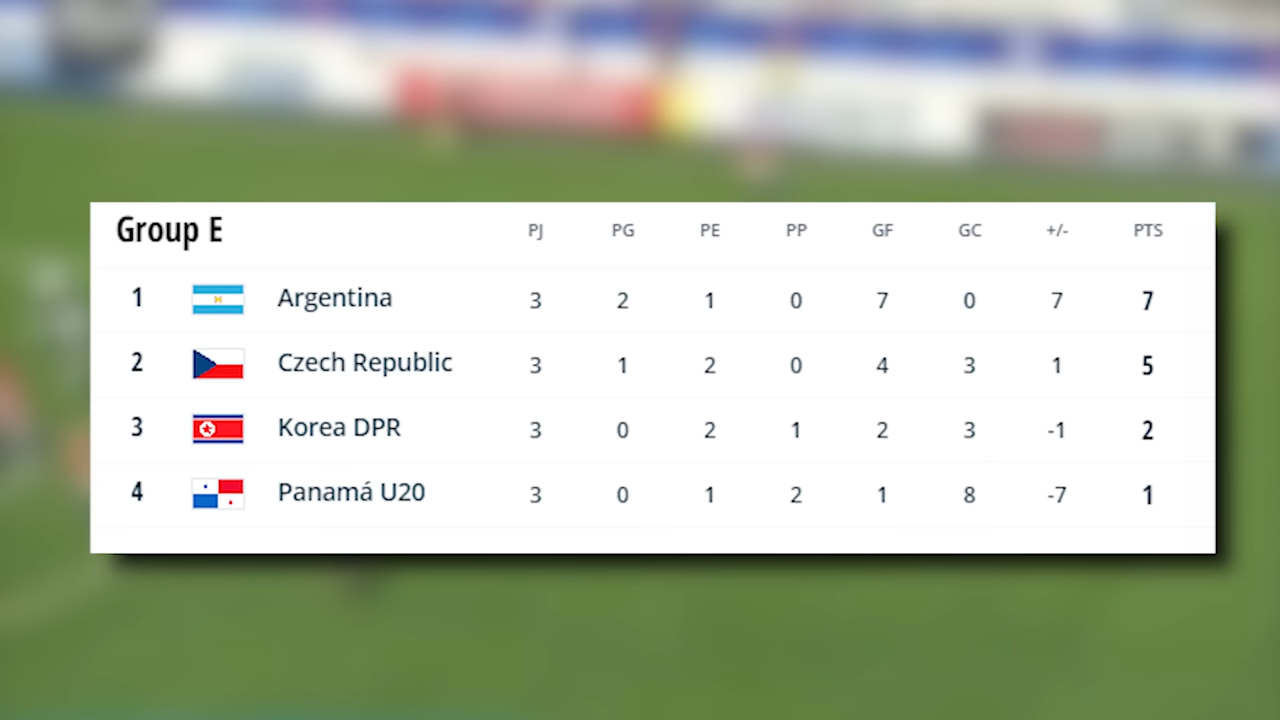 Group E PJ PG PE PP GF GC +/- PTS
1 Argentina 3 2 1 0 7 0 7 7
2 Czech Republic 3 1 2 0 4 3 1 5
3 Korea DPR 3 0 2 1 2 3 -1 2
4 Panamá U20 3 0 1 2 1 8 -7 1